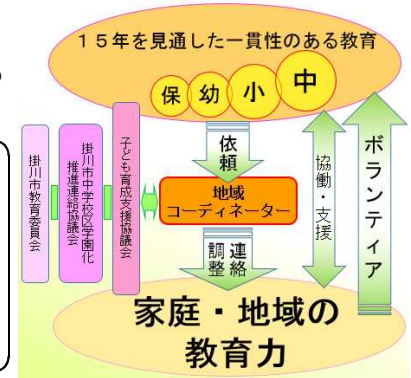 15年を見通した一貫性のある教育
保 幼 小 中
掛川市教育委員会
掛川市中学校区学園化
推進連絡協議会
子ども育成支援協議会
依頼
地域
コーディネーター
連絡
調整
協働・支援
ボランティア
家庭・地域の
教育力